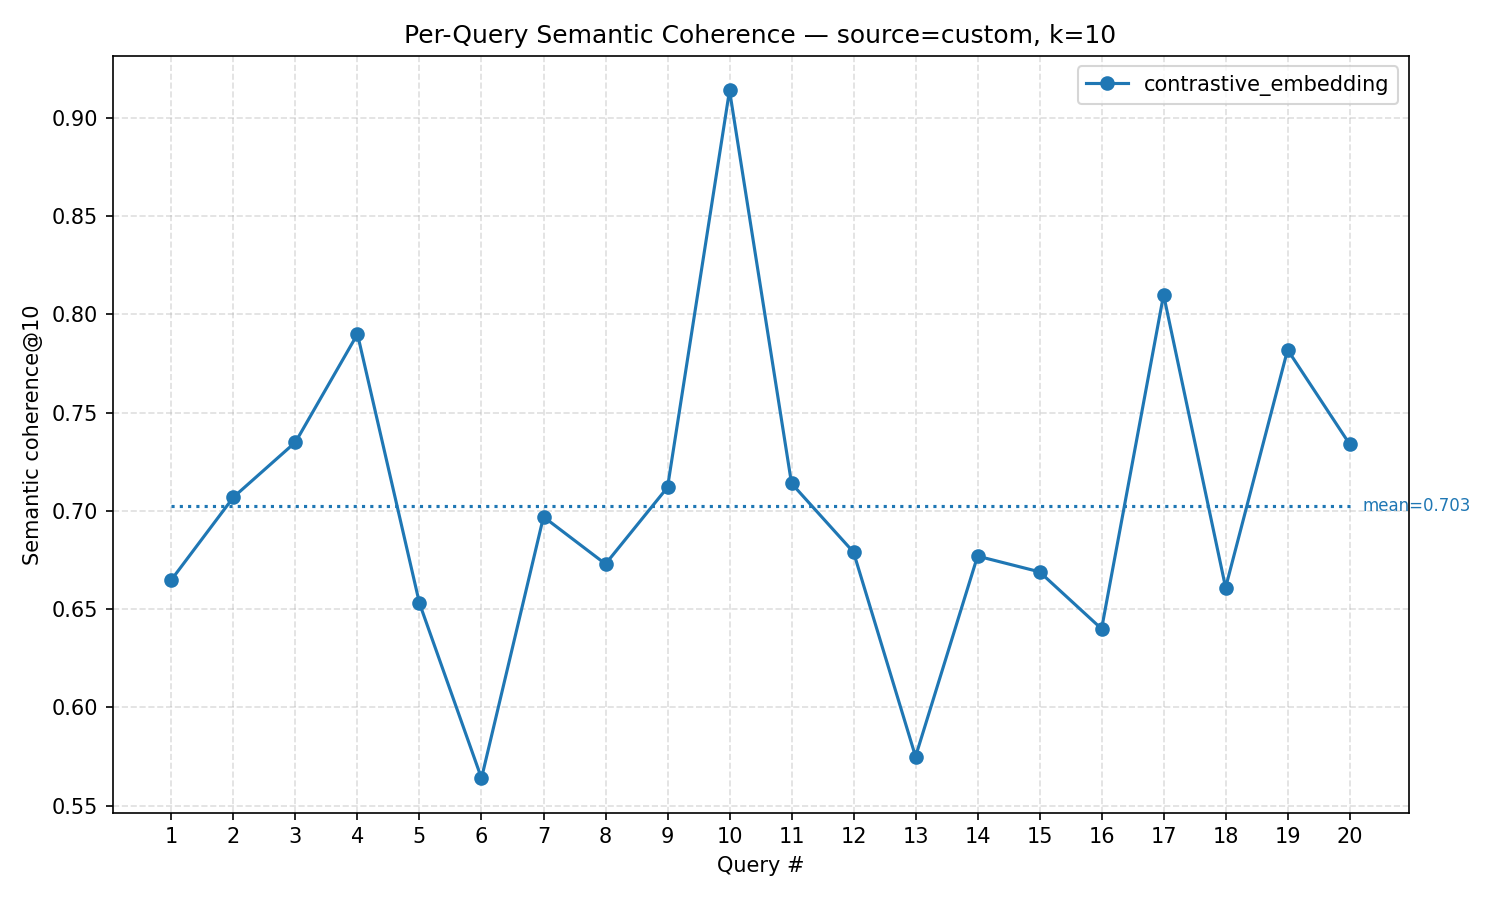 Per-Query Semantic Coherence — source=custom, k=10
contrastive_embedding
Semantic coherence@10
0.90
0.85
0.80
0.75
0.70
0.65
0.60
0.55
mean=0.703
1 2 3 4 5 6 7 8 9 10 11 12 13 14 15 16 17 18 19 20
Query #